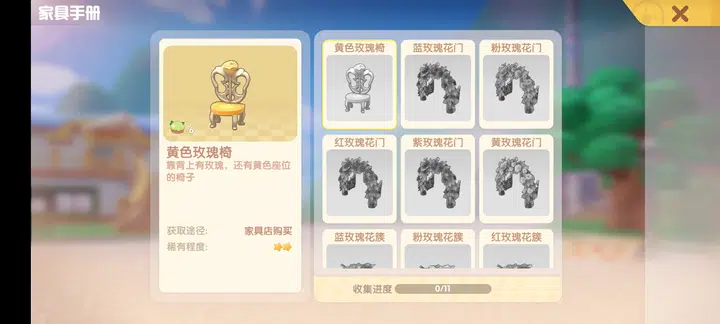 家具手册
黄色玫瑰椅
靠背上有玫瑰，还有黄色座位
的椅子
获取途径:
家具店购买
稀有程度:
黄色玫瑰椅
蓝玫瑰花门
粉玫瑰花门
红玫瑰花门
紫玫瑰花门
黄玫瑰花门
蓝玫瑰花簇
粉玫瑰花簇
红玫瑰花簇
收集进度
0/11